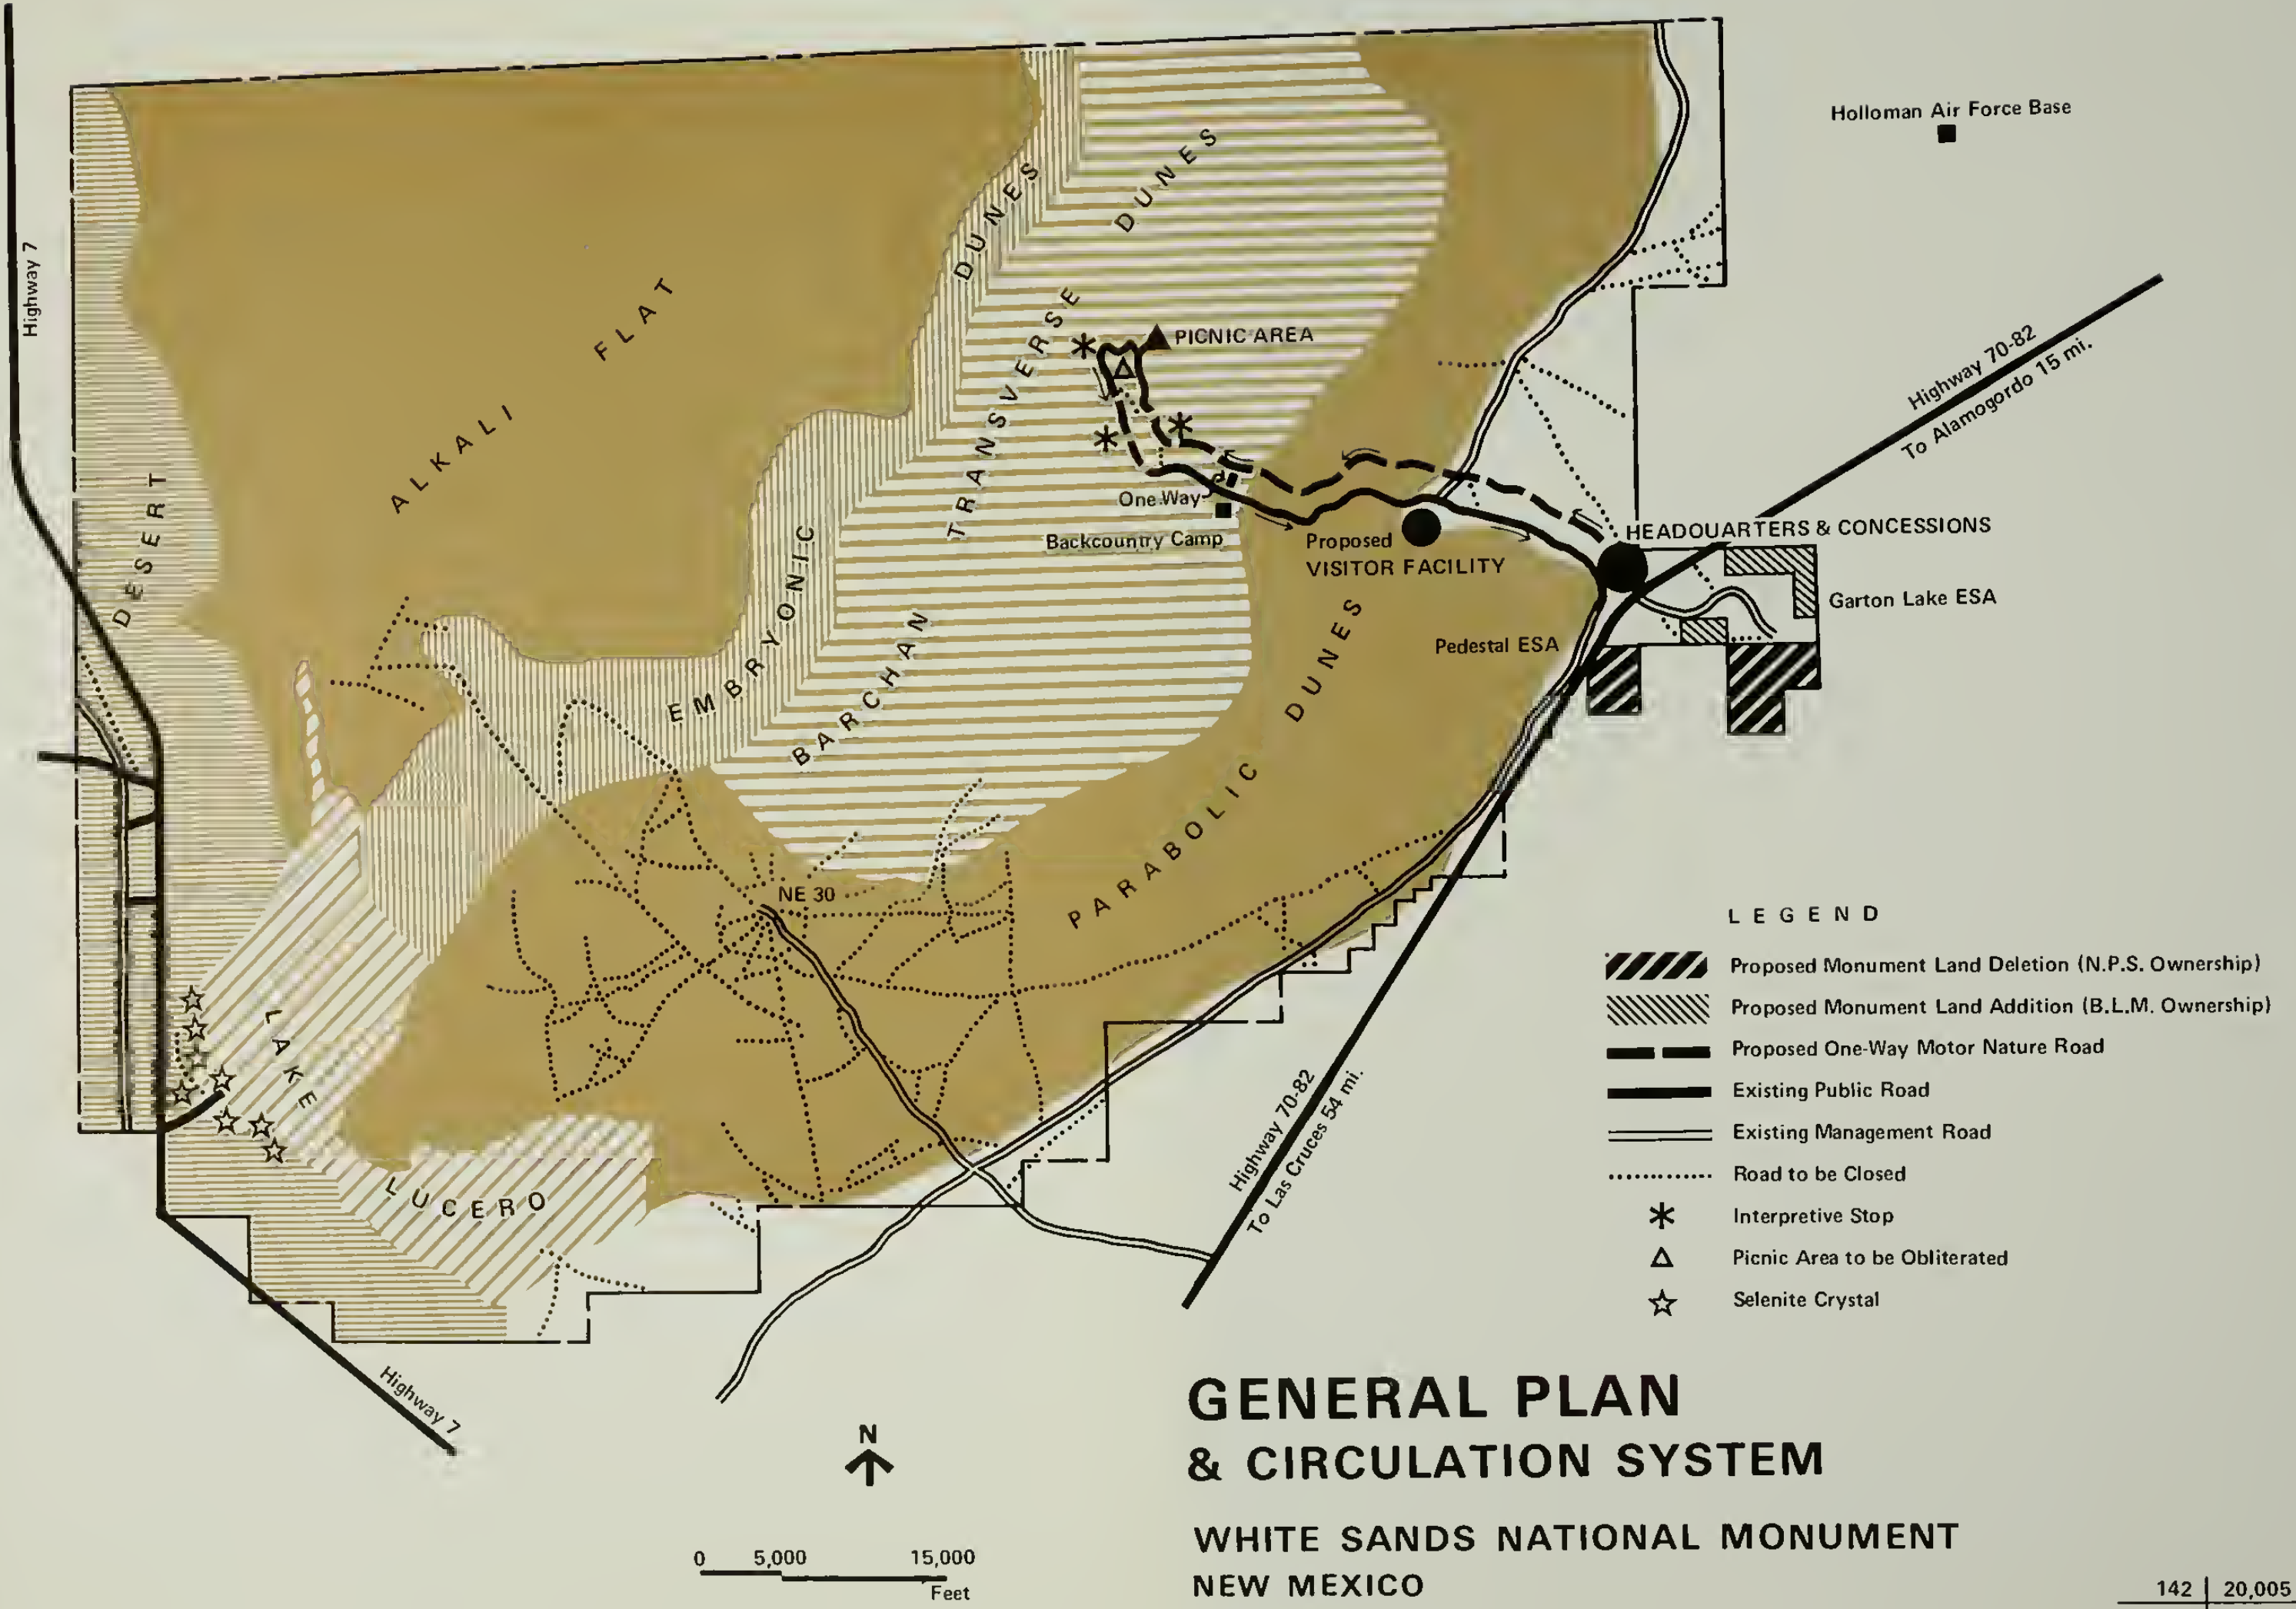 Holloman Air Force Base
Highway 7
DUNES
DUNES
ALKALI FLAT
TRANSVERSE
PICNIC AREA
Highway 70-82
To Alamogordo 15 mi.
DESERT
One Way
Backcountry Camp
Proposed
VISITOR FACILITY
HEADQUARTERS & CONCESSIONS
Garton Lake ESA
Pedestal ESA
EMBRYONIC
BARCHAN
PARABOLIC DUNES
NE 30
LAKE
LUCERO
Highway 70-82
To Las Cruces 54 mi.
Highway 7
LEGEND
Proposed Monument Land Deletion (N.P.S. Ownership)
Proposed Monument Land Addition (B.L.M. Ownership)
Proposed One-Way Motor Nature Road
Existing Public Road
Existing Management Road
Road to be Closed
Interpretive Stop
Picnic Area to be Obliterated
Selenite Crystal
N
0 5,000 15,000
Feet
GENERAL PLAN
& CIRCULATION SYSTEM
WHITE SANDS NATIONAL MONUMENT
NEW MEXICO
142 | 20,005